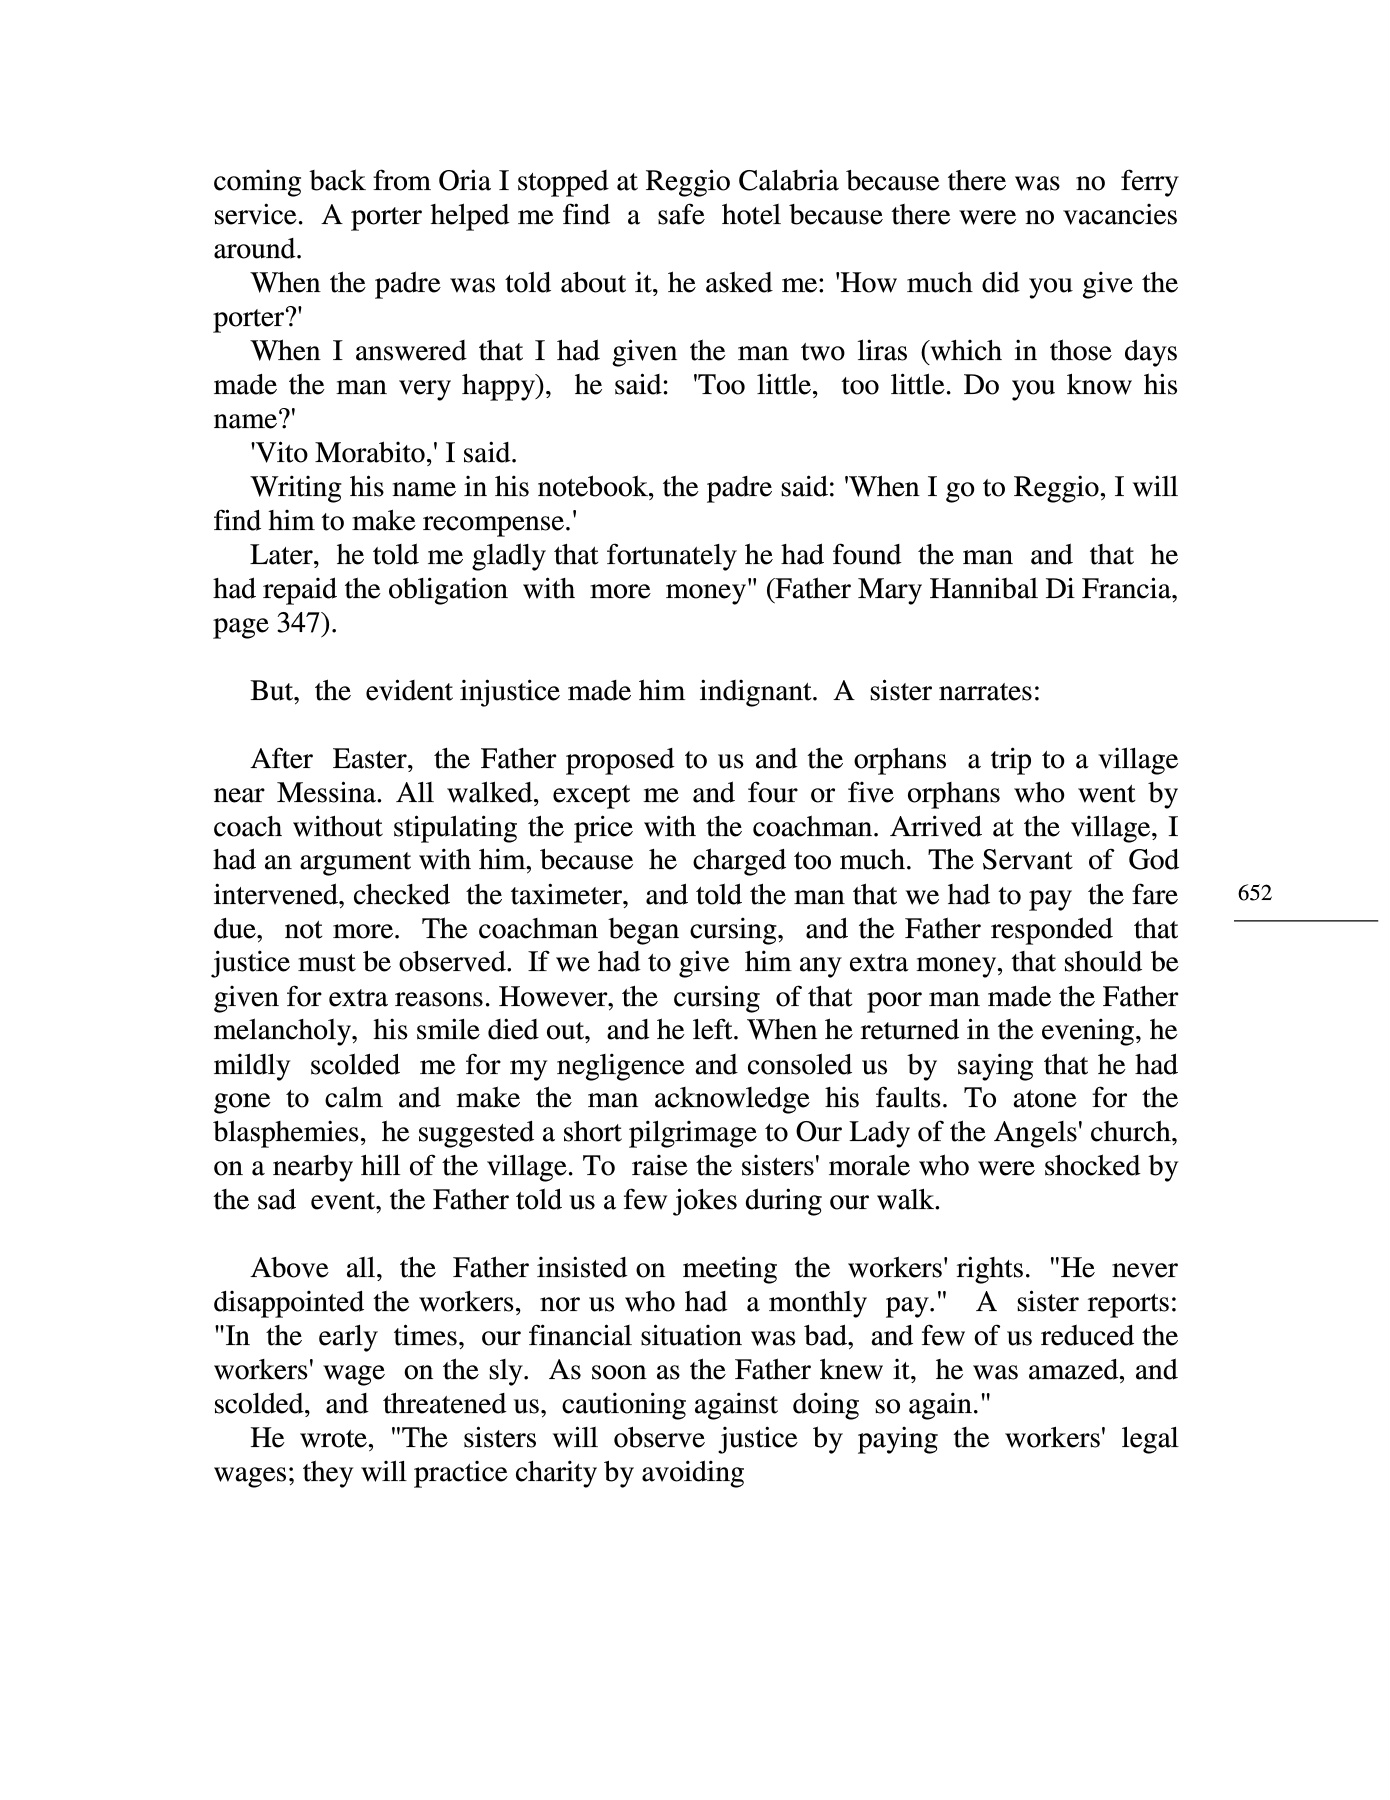 coming back from Oria I stopped at Reggio Calabria because there was no ferry
service. A porter helped me find a safe hotel because there were no vacancies
around.
When the padre was told about it, he asked me: 'How much did you give the
porter?'
When I answered that I had given the man two liras (which in those days
made the man very happy), he said: 'Too little, too little. Do you know his
name?'
'Vito Morabito,' I said.
Writing his name in his notebook, the padre said: 'When I go to Reggio, I will
find him to make recompense.'
Later, he told me gladly that fortunately he had found the man and that he
had repaid the obligation with more money" (Father Mary Hannibal Di Francia,
page 347).
But, the evident injustice made him indignant. A sister narrates:
After Easter, the Father proposed to us and the orphans a trip to a village
near Messina. All walked, except me and four or five orphans who went by
coach without stipulating the price with the coachman. Arrived at the village, I
had an argument with him, because he charged too much. The Servant of God
intervened, checked the taximeter, and told the man that we had to pay the fare
due, not more. The coachman began cursing, and the Father responded that
justice must be observed. If we had to give him any extra money, that should be
given for extra reasons. However, the cursing of that poor man made the Father
melancholy, his smile died out, and he left. When he returned in the evening, he
mildly scolded me for my negligence and consoled us by saying that he had
gone to calm and make the man acknowledge his faults. To atone for the
blasphemies, he suggested a short pilgrimage to Our Lady of the Angels' church,
on a nearby hill of the village. To raise the sisters' morale who were shocked by
the sad event, the Father told us a few jokes during our walk.
Above all, the Father insisted on meeting the workers' rights. "He never
disappointed the workers, nor us who had a monthly pay." A sister reports:
"In the early times, our financial situation was bad, and few of us reduced the
workers' wage on the sly. As soon as the Father knew it, he was amazed, and
scolded, and threatened us, cautioning against doing so again."
He wrote, "The sisters will observe justice by paying the workers' legal
wages; they will practice charity by avoiding
652